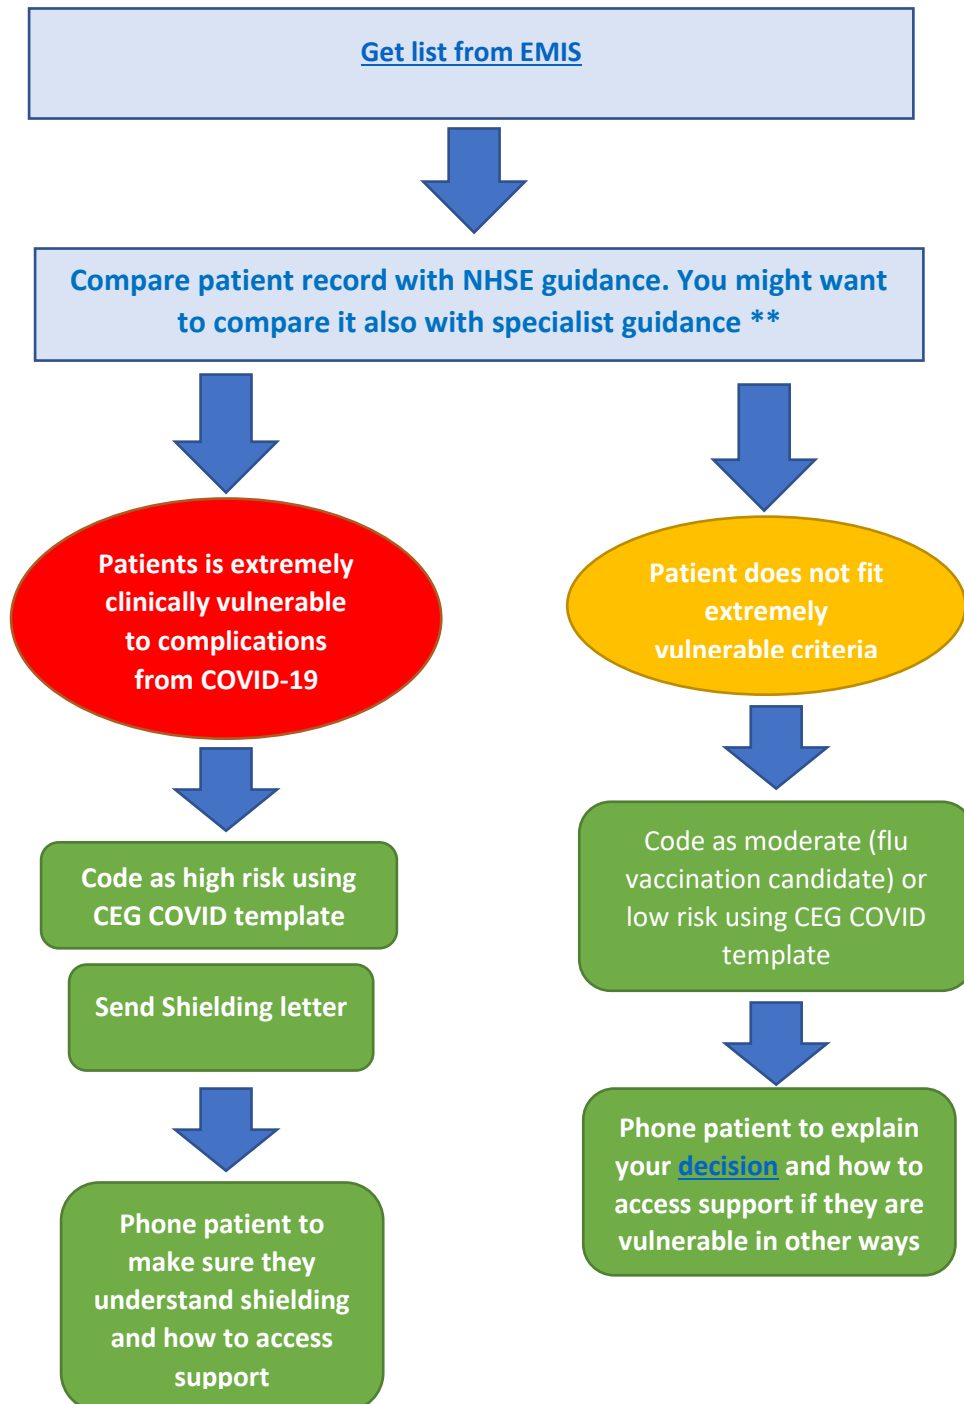 Get list from EMIS
Compare patient record with NHSE guidance. You might want
to compare it also with specialist guidance **
Patients is extremely
clinically vulnerable
to complications
from COVID-19
Code as high risk using
CEG COVID template
Send Shielding letter
Phone patient to
make sure they
understand shielding
and how to access
support
Patient does not fit
extremely
vulnerable criteria
Code as moderate (flu
vaccination candidate) or
low risk using CEG COVID
template
Phone patient to explain
your decision and how to
access support if they are
vulnerable in other ways